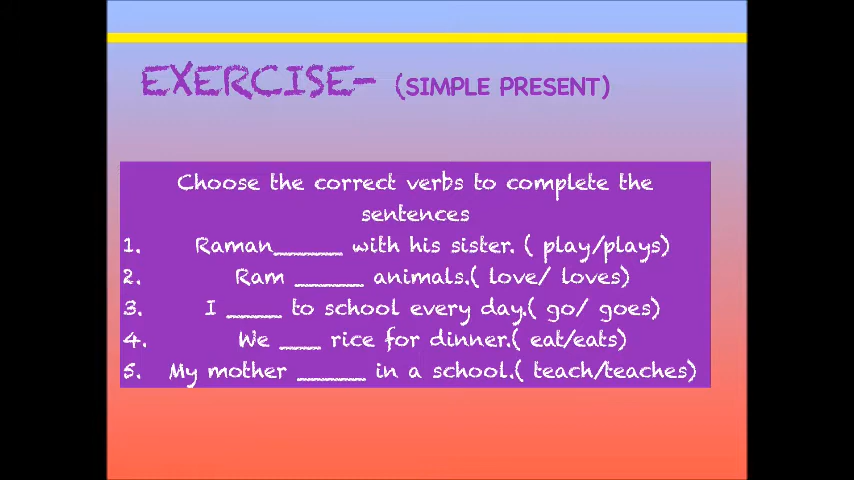 EXERCISE- (SIMPLE PRESENT)
Choose the correct verbs to complete the
sentences
1. Raman______ with his sister. ( play/plays)
2. Ram ______ animals.( love/ loves)
3. I ____ to school every day.( go/ goes)
4. We ___ rice for dinner.( eat/eats)
5. My mother _____ in a school.( teach/teaches)